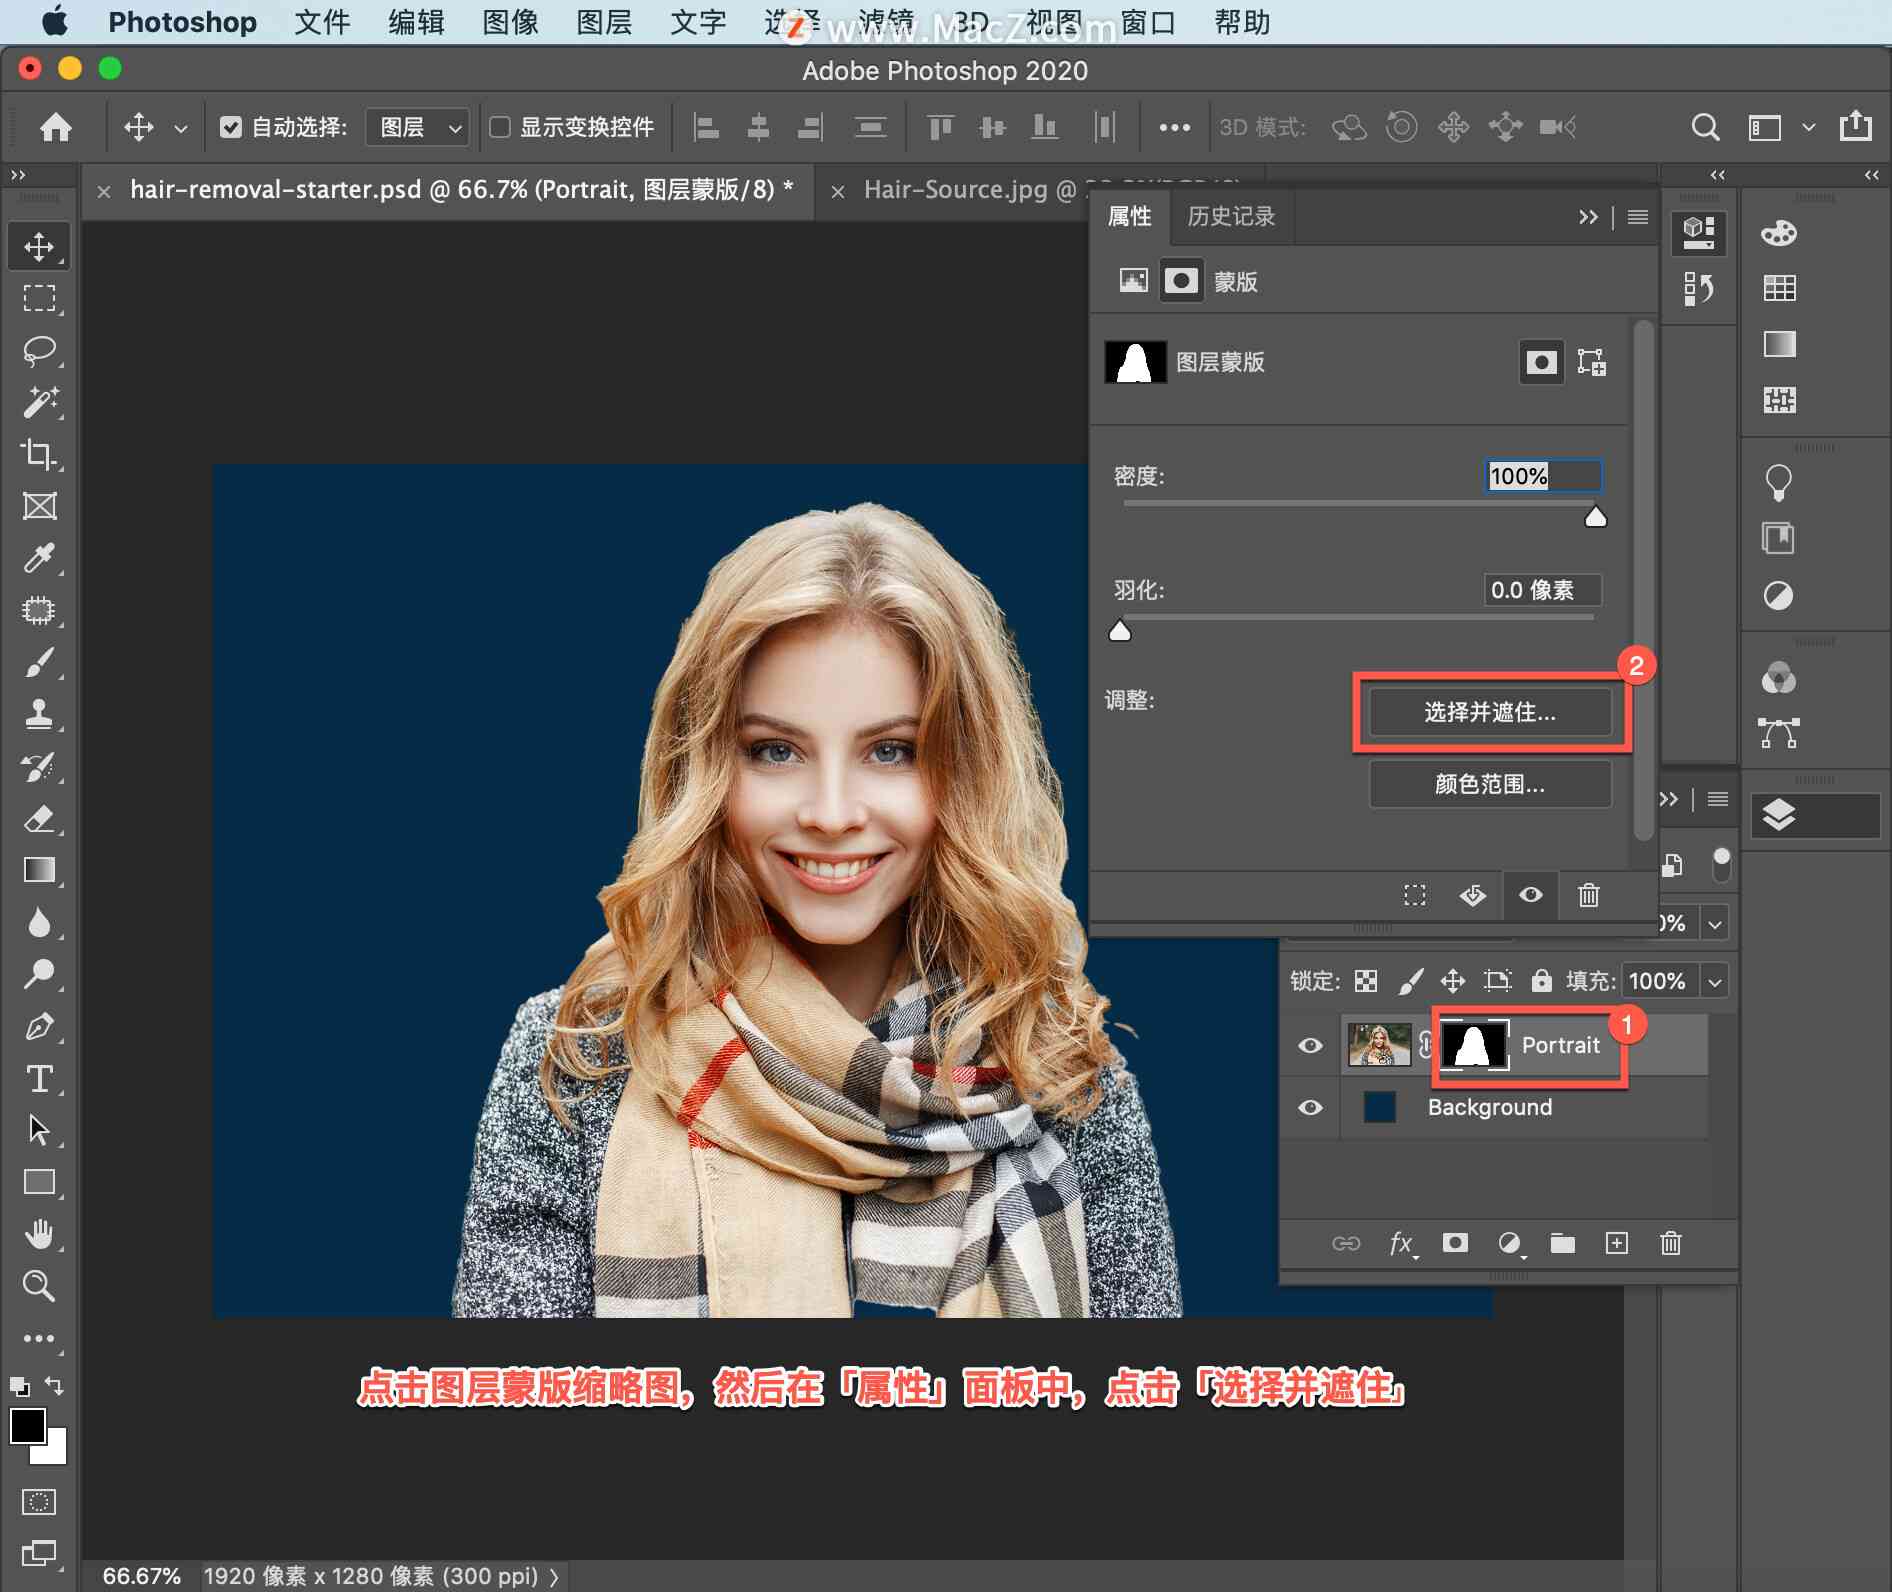 Photoshop 文件 编辑 图像 图层 文字 选择 滤镜 3D 视图 窗口 帮助
www.MacZ.com
Adobe Photoshop 2020
自动选择: 图层 显示变换控件 3D 模式:
hair-removal-starter.psd @ 66.7% (Portrait, 图层蒙版/8) * Hair-Source.jpg @
属性 历史记录
蒙版
图层蒙版
密度: 100%
羽化: 0.0 像素
2
调整: 选择并遮住...
颜色范围...
0%
锁定: 填充: 100%
1
Portrait
Background
fx
点击图层蒙版缩略图，然后在「属性」面板中，点击「选择并遮住」
66.67% 1920 像素 x 1280 像素 (300 ppi)